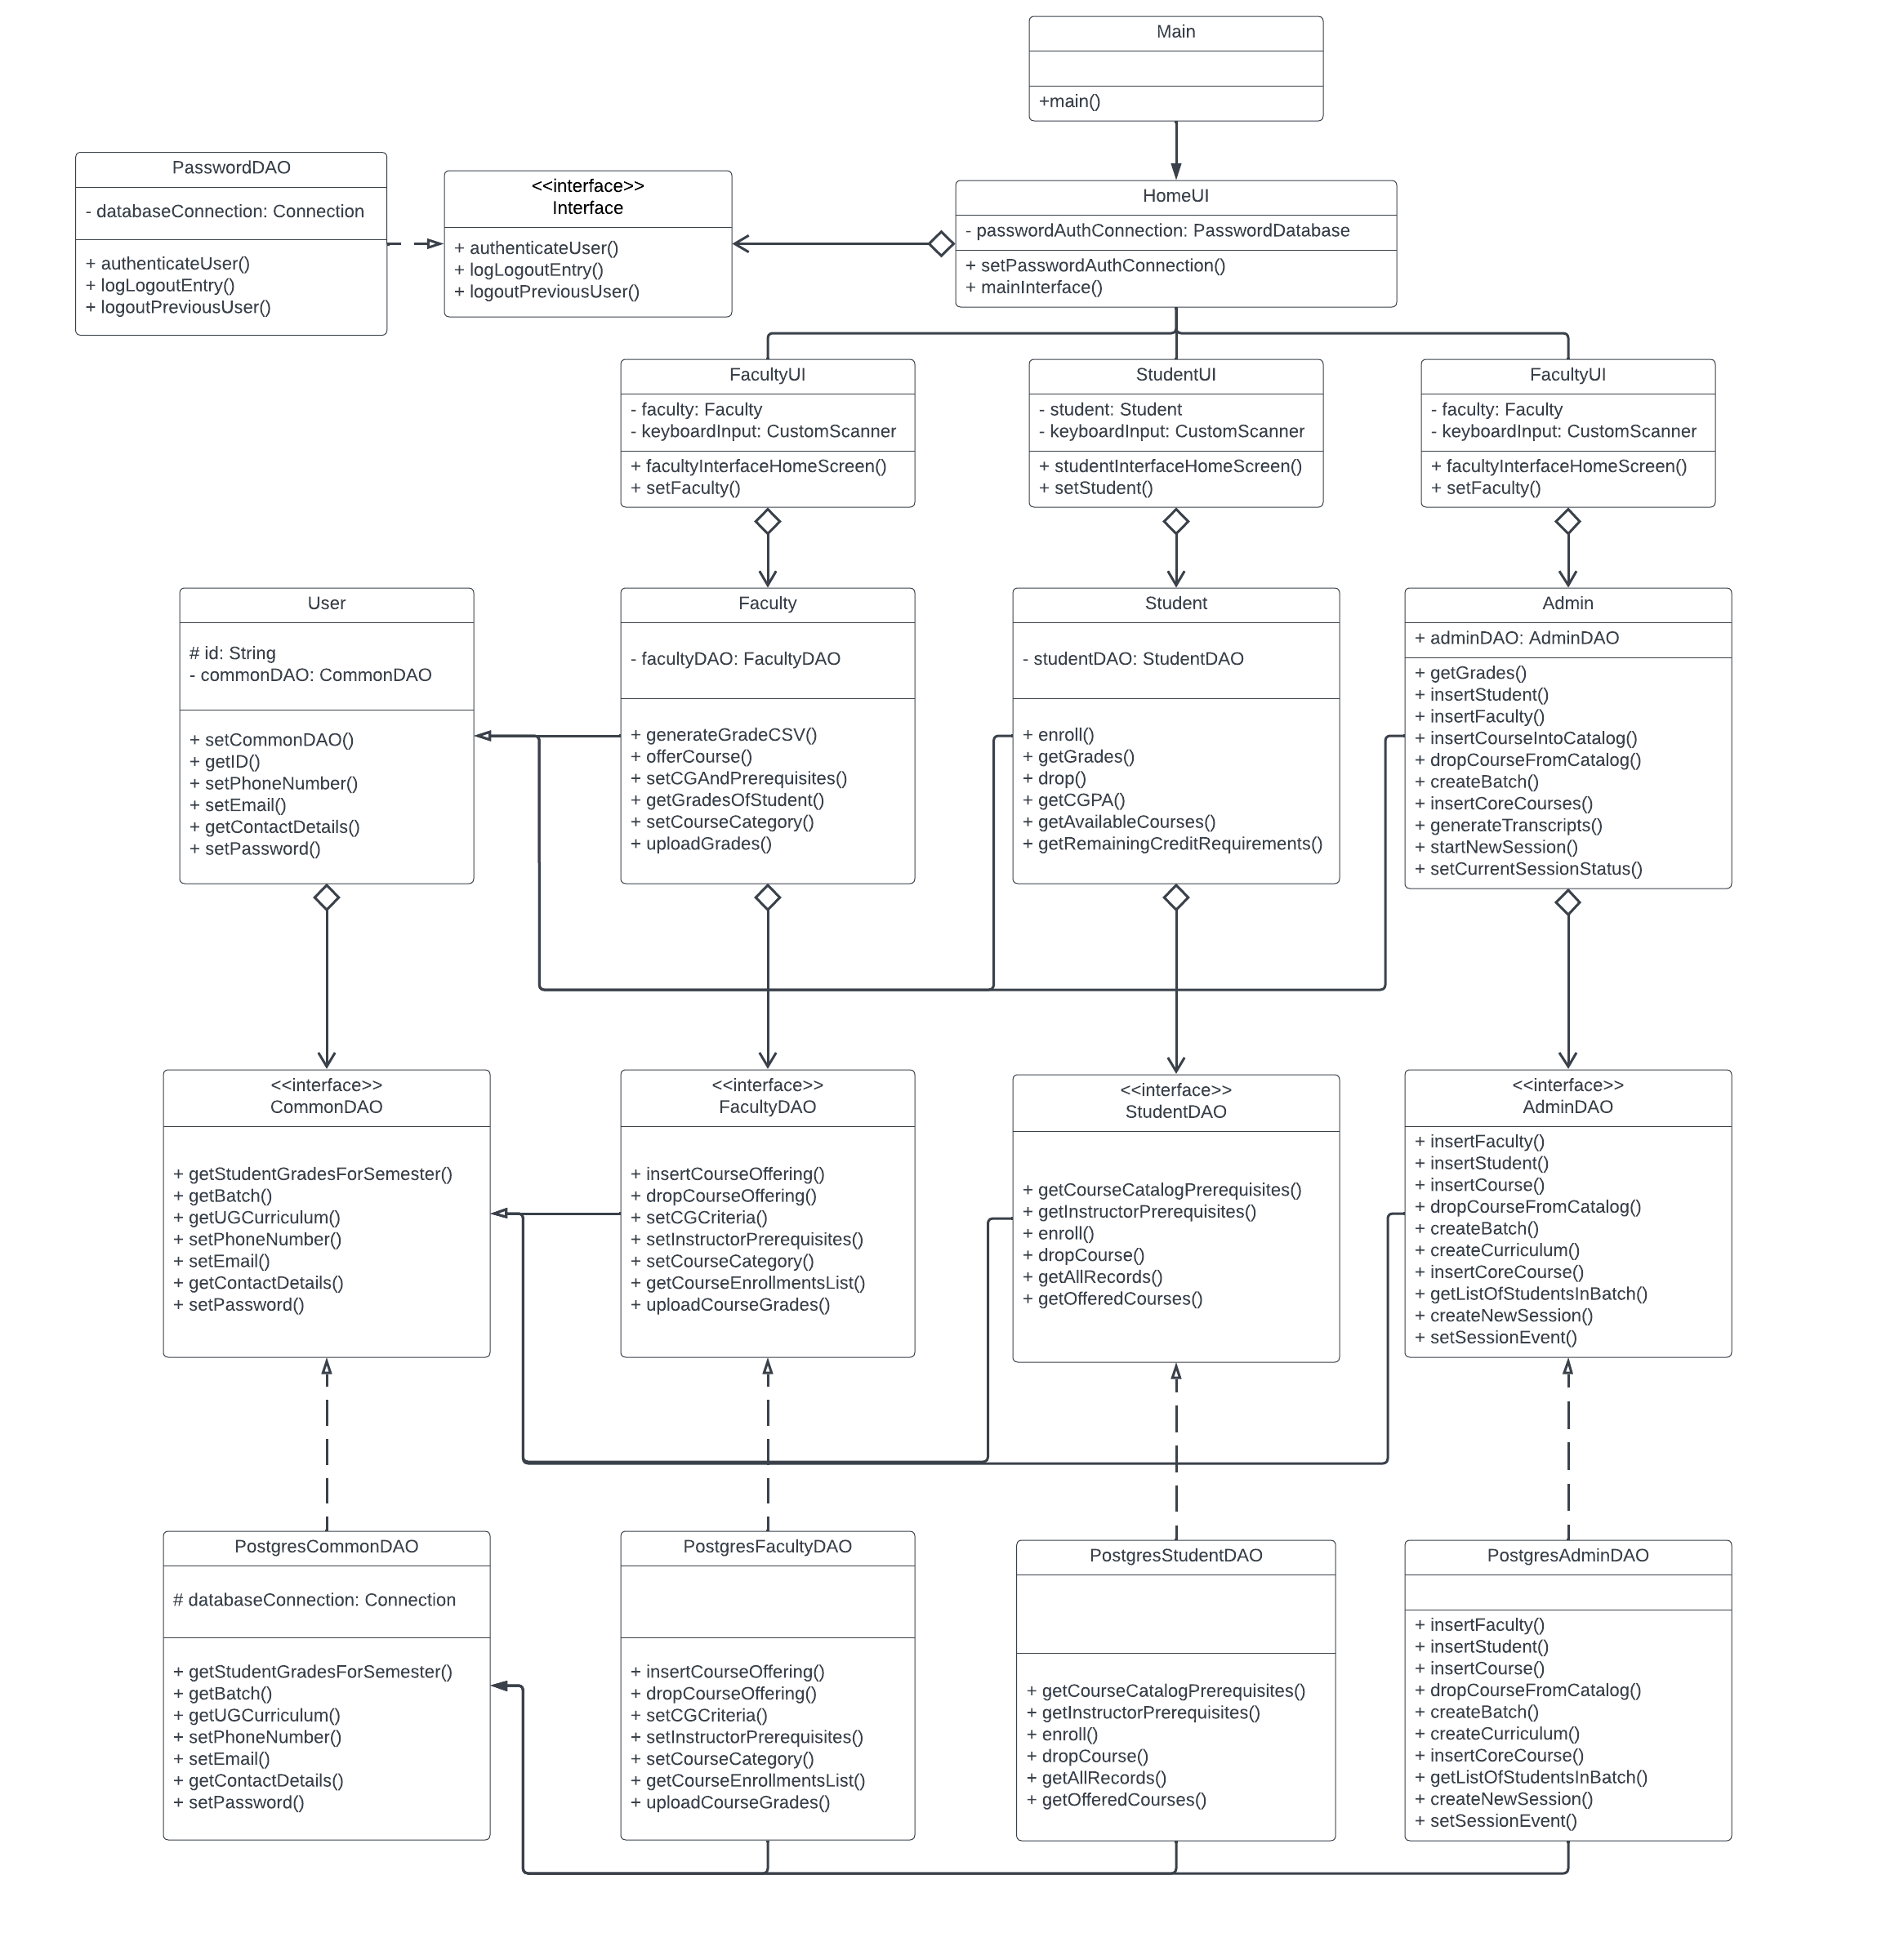 Main
+main()
PasswordDAO
- databaseConnection: Connection
+ authenticateUser()
+ logLogoutEntry()
+ logoutPreviousUser()
<<interface>>
Interface
+ authenticateUser()
+ logLogoutEntry()
+ logoutPreviousUser()
HomeUI
- passwordAuthConnection: PasswordDatabase
+ setPasswordAuthConnection()
+ mainInterface()
FacultyUI
- faculty: Faculty
- keyboardInput: CustomScanner
+ facultyInterfaceHomeScreen()
+ setFaculty()
StudentUI
- student: Student
- keyboardInput: CustomScanner
+ studentInterfaceHomeScreen()
+ setStudent()
FacultyUI
- faculty: Faculty
- keyboardInput: CustomScanner
+ facultyInterfaceHomeScreen()
+ setFaculty()
User
# id: String
- commonDAO: CommonDAO
+ setCommonDAO()
+ getID()
+ setPhoneNumber()
+ setEmail()
+ getContactDetails()
+ setPassword()
Faculty
- facultyDAO: FacultyDAO
+ generateGradeCSV()
+ offerCourse()
+ setCGAndPrerequisites()
+ getGradesOfStudent()
+ setCourseCategory()
+ uploadGrades()
Student
- studentDAO: StudentDAO
+ enroll()
+ getGrades()
+ drop()
+ getCGPA()
+ getAvailableCourses()
+ getRemainingCreditRequirements()
Admin
+ adminDAO: AdminDAO
+ getGrades()
+ insertStudent()
+ insertFaculty()
+ insertCourseIntoCatalog()
+ dropCourseFromCatalog()
+ createBatch()
+ insertCoreCourses()
+ generateTranscripts()
+ startNewSession()
+ setCurrentSessionStatus()
<<interface>>
CommonDAO
+ getStudentGradesForSemester()
+ getBatch()
+ getUGCurriculum()
+ setPhoneNumber()
+ setEmail()
+ getContactDetails()
+ setPassword()
<<interface>>
FacultyDAO
+ insertCourseOffering()
+ dropCourseOffering()
+ setCGCriteria()
+ setInstructorPrerequisites()
+ setCourseCategory()
+ getCourseEnrollmentsList()
+ uploadCourseGrades()
<<interface>>
StudentDAO
+ getCourseCatalogPrerequisites()
+ getInstructorPrerequisites()
+ enroll()
+ dropCourse()
+ getAllRecords()
+ getOfferedCourses()
<<interface>>
AdminDAO
+ insertFaculty()
+ insertStudent()
+ insertCourse()
+ dropCourseFromCatalog()
+ createBatch()
+ createCurriculum()
+ insertCoreCourse()
+ getListOfStudentsInBatch()
+ createNewSession()
+ setSessionEvent()
PostgresCommonDAO
# databaseConnection: Connection
+ getStudentGradesForSemester()
+ getBatch()
+ getUGCurriculum()
+ setPhoneNumber()
+ setEmail()
+ getContactDetails()
+ setPassword()
PostgresFacultyDAO
+ insertCourseOffering()
+ dropCourseOffering()
+ setCGCriteria()
+ setInstructorPrerequisites()
+ setCourseCategory()
+ getCourseEnrollmentsList()
+ uploadCourseGrades()
PostgresStudentDAO
+ getCourseCatalogPrerequisites()
+ getInstructorPrerequisites()
+ enroll()
+ dropCourse()
+ getAllRecords()
+ getOfferedCourses()
PostgresAdminDAO
+ insertFaculty()
+ insertStudent()
+ insertCourse()
+ dropCourseFromCatalog()
+ createBatch()
+ createCurriculum()
+ insertCoreCourse()
+ getListOfStudentsInBatch()
+ createNewSession()
+ setSessionEvent()